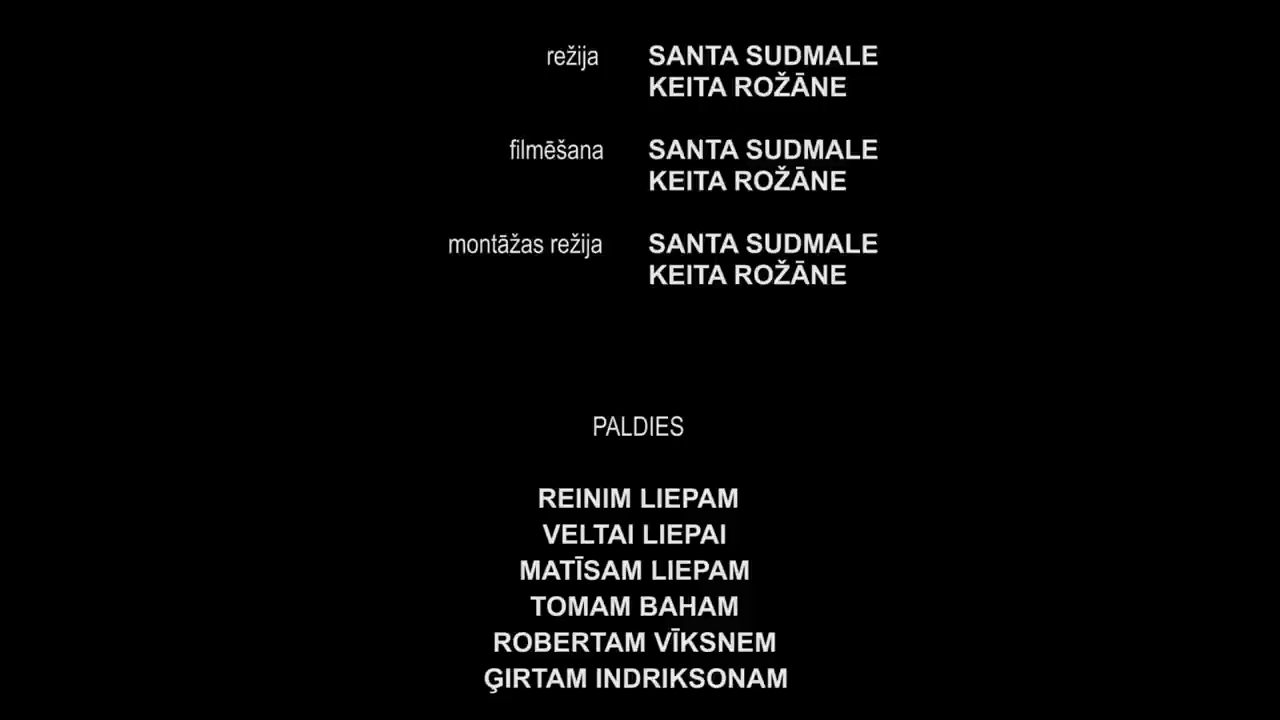 režija SANTA SUDMALE
KEITA ROŽĀNE
filmēšana SANTA SUDMALE
KEITA ROŽĀNE
montāžas režija SANTA SUDMALE
KEITA ROŽĀNE
PALDIES
REINIM LIEPAM
VELTAI LIEPAI
MATĪSAM LIEPAM
TOMAM BAHAM
ROBERTAM VĪKSNEM
ĢIRTAM INDRIKSONAM